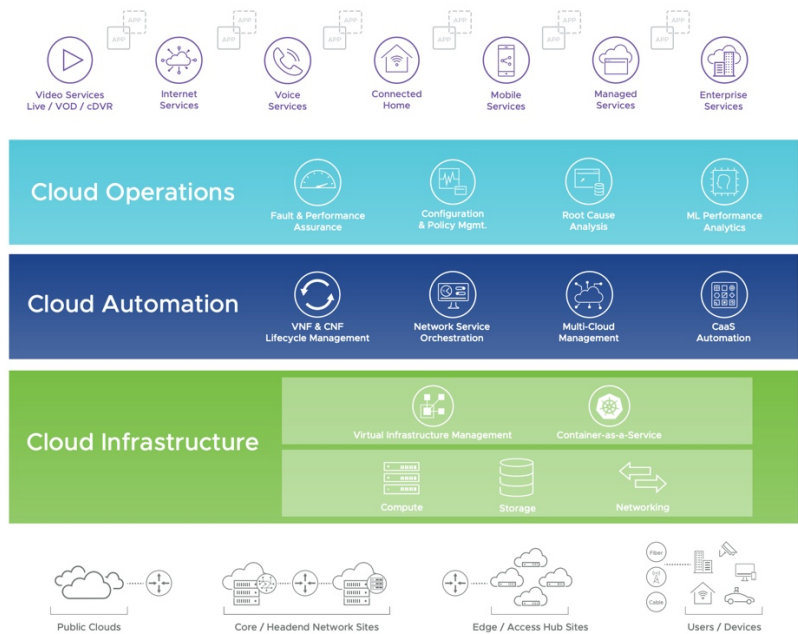 APP APP APP APP APP
APP APP APP APP APP
Video Services
Live / VOD / cDVR
Internet
Services
Voice
Services
Connected
Home
Mobile
Services
Managed
Services
Enterprise
Services
Cloud Operations
Fault & Performance
Assurance
Configuration
& Policy Mgmt.
Root Cause
Analysis
ML Performance
Analytics
Cloud Automation
VNF & CNF
Lifecycle Management
Network Service
Orchestration
Multi-Cloud
Management
CaaS
Automation
Cloud Infrastructure
Virtual Infrastructure Management
Container-as-a-Service
Compute
Storage
Networking
Fiber
Cable
Public Clouds
Core / Headend Network Sites
Edge / Access Hub Sites
Users / Devices